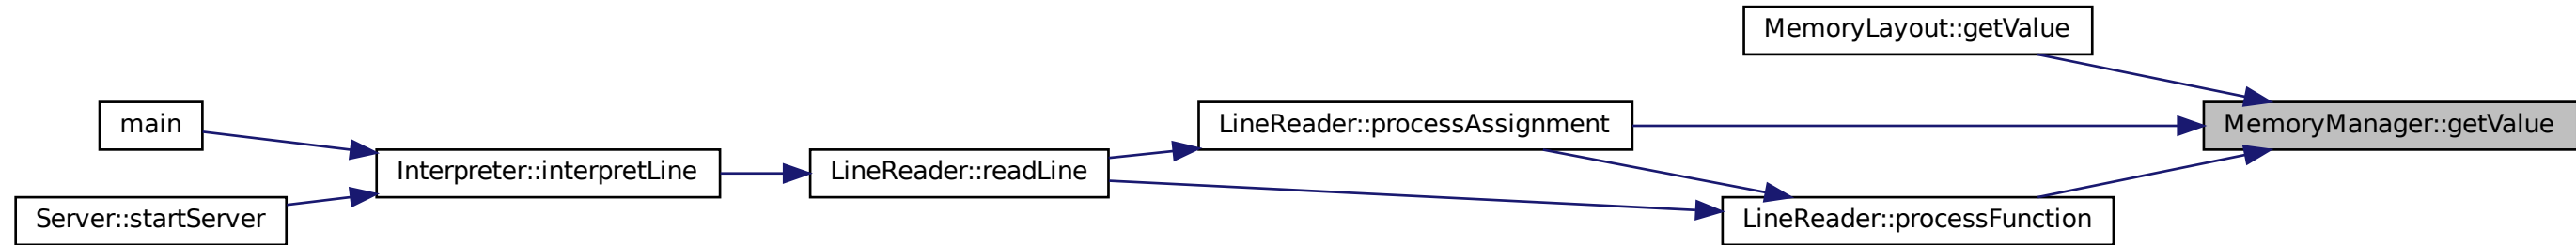 main
Server::startServer
Interpreter::interpretLine
LineReader::readLine
LineReader::processAssignment
MemoryLayout::getValue
LineReader::processFunction
MemoryManager::getValue